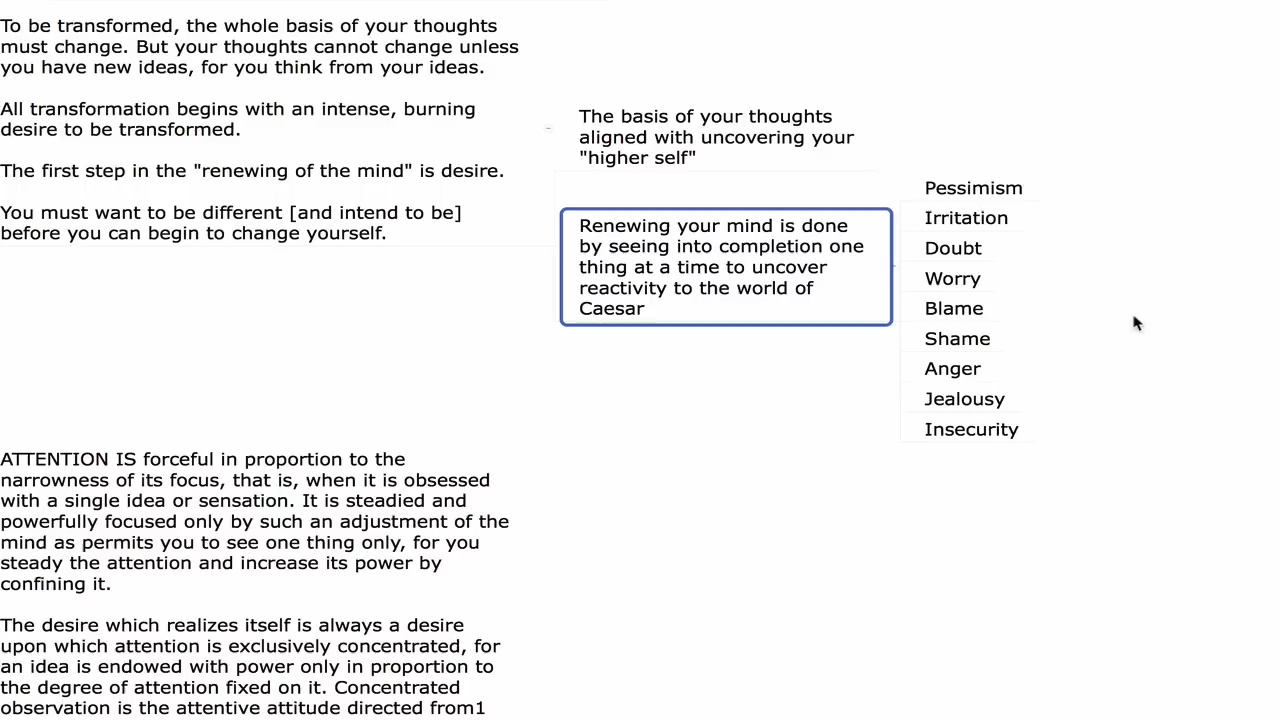 To be transformed, the whole basis of your thoughts
must change. But your thoughts cannot change unless
you have new ideas, for you think from your ideas.
All transformation begins with an intense, burning
desire to be transformed.
The first step in the "renewing of the mind" is desire.
You must want to be different [and intend to be]
before you can begin to change yourself.
The basis of your thoughts
aligned with uncovering your
"higher self"
Renewing your mind is done
by seeing into completion one
thing at a time to uncover
reactivity to the world of
Caesar
Pessimism
Irritation
Doubt
Worry
Blame
Shame
Anger
Jealousy
Insecurity
ATTENTION IS forceful in proportion to the
narrowness of its focus, that is, when it is obsessed
with a single idea or sensation. It is steadied and
powerfully focused only by such an adjustment of the
mind as permits you to see one thing only, for you
steady the attention and increase its power by
confining it.
The desire which realizes itself is always a desire
upon which attention is exclusively concentrated, for
an idea is endowed with power only in proportion to
the degree of attention fixed on it. Concentrated
observation is the attentive attitude directed from1